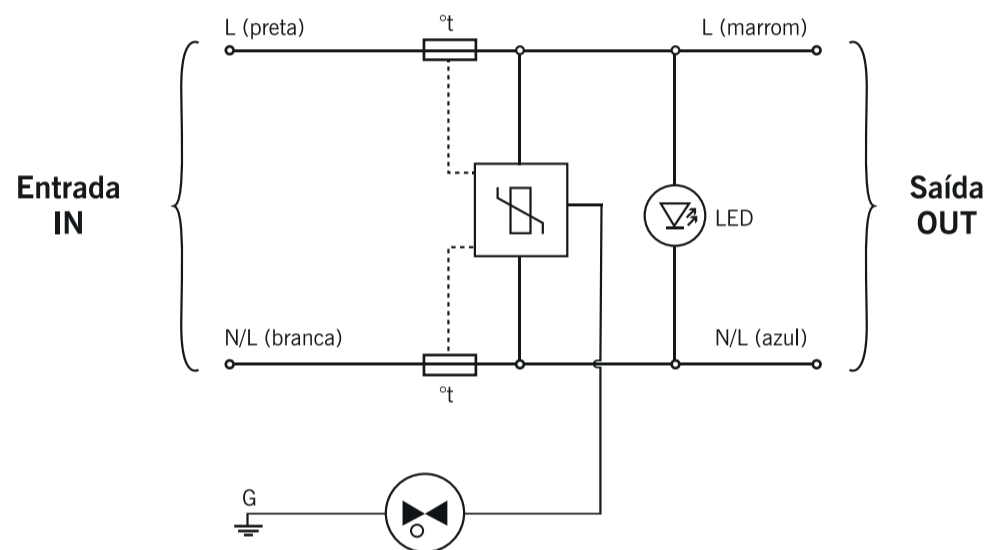 L (preta)
°t
L (marrom)
Entrada
IN
LED
Saída
OUT
N/L (branca)
N/L (azul)
°t
G